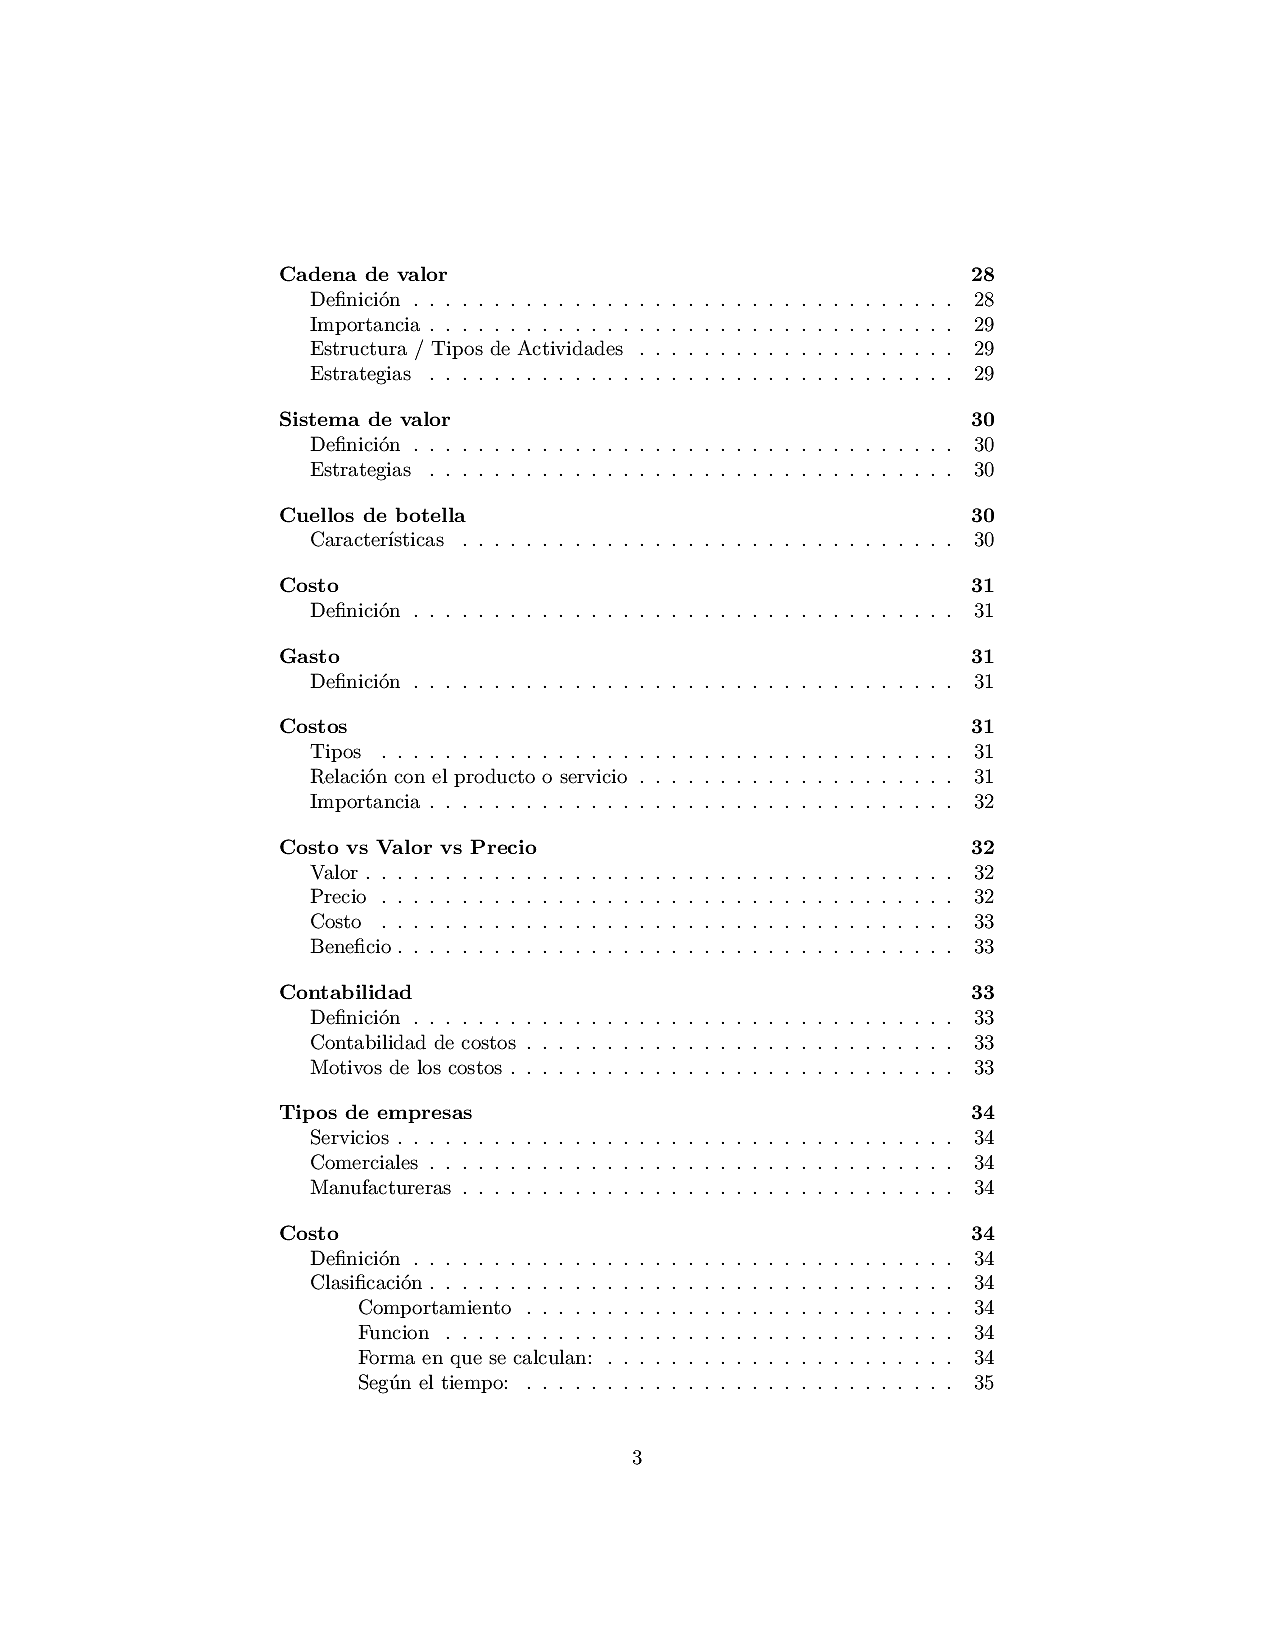 Cadena de valor 28
Definición . . . . . . . . . . . . . . . . . . . . . . . . . . . . . . . . . . 28
Importancia . . . . . . . . . . . . . . . . . . . . . . . . . . . . . . . . . 29
Estructura / Tipos de Actividades . . . . . . . . . . . . . . . . . . . . 29
Estrategias . . . . . . . . . . . . . . . . . . . . . . . . . . . . . . . . . 29
Sistema de valor 30
Definición . . . . . . . . . . . . . . . . . . . . . . . . . . . . . . . . . . 30
Estrategias . . . . . . . . . . . . . . . . . . . . . . . . . . . . . . . . . 30
Cuellos de botella 30
Características . . . . . . . . . . . . . . . . . . . . . . . . . . . . . . . 30
Costo 31
Definición . . . . . . . . . . . . . . . . . . . . . . . . . . . . . . . . . . 31
Gasto 31
Definición . . . . . . . . . . . . . . . . . . . . . . . . . . . . . . . . . . 31
Costos 31
Tipos . . . . . . . . . . . . . . . . . . . . . . . . . . . . . . . . . . . . 31
Relación con el producto o servicio . . . . . . . . . . . . . . . . . . . . 31
Importancia . . . . . . . . . . . . . . . . . . . . . . . . . . . . . . . . . 32
Costo vs Valor vs Precio 32
Valor . . . . . . . . . . . . . . . . . . . . . . . . . . . . . . . . . . . . . 32
Precio . . . . . . . . . . . . . . . . . . . . . . . . . . . . . . . . . . . . 32
Costo . . . . . . . . . . . . . . . . . . . . . . . . . . . . . . . . . . . . 33
Beneficio . . . . . . . . . . . . . . . . . . . . . . . . . . . . . . . . . . . 33
Contabilidad 33
Definición . . . . . . . . . . . . . . . . . . . . . . . . . . . . . . . . . . 33
Contabilidad de costos . . . . . . . . . . . . . . . . . . . . . . . . . . . 33
Motivos de los costos . . . . . . . . . . . . . . . . . . . . . . . . . . . . 33
Tipos de empresas 34
Servicios . . . . . . . . . . . . . . . . . . . . . . . . . . . . . . . . . . . 34
Comerciales . . . . . . . . . . . . . . . . . . . . . . . . . . . . . . . . . 34
Manufactureras . . . . . . . . . . . . . . . . . . . . . . . . . . . . . . . 34
Costo 34
Definición . . . . . . . . . . . . . . . . . . . . . . . . . . . . . . . . . . 34
Clasificación . . . . . . . . . . . . . . . . . . . . . . . . . . . . . . . . . 34
Comportamiento . . . . . . . . . . . . . . . . . . . . . . . . . . . 34
Funcion . . . . . . . . . . . . . . . . . . . . . . . . . . . . . . . . 34
Forma en que se calculan: . . . . . . . . . . . . . . . . . . . . . . 34
Según el tiempo: . . . . . . . . . . . . . . . . . . . . . . . . . . . 35
3